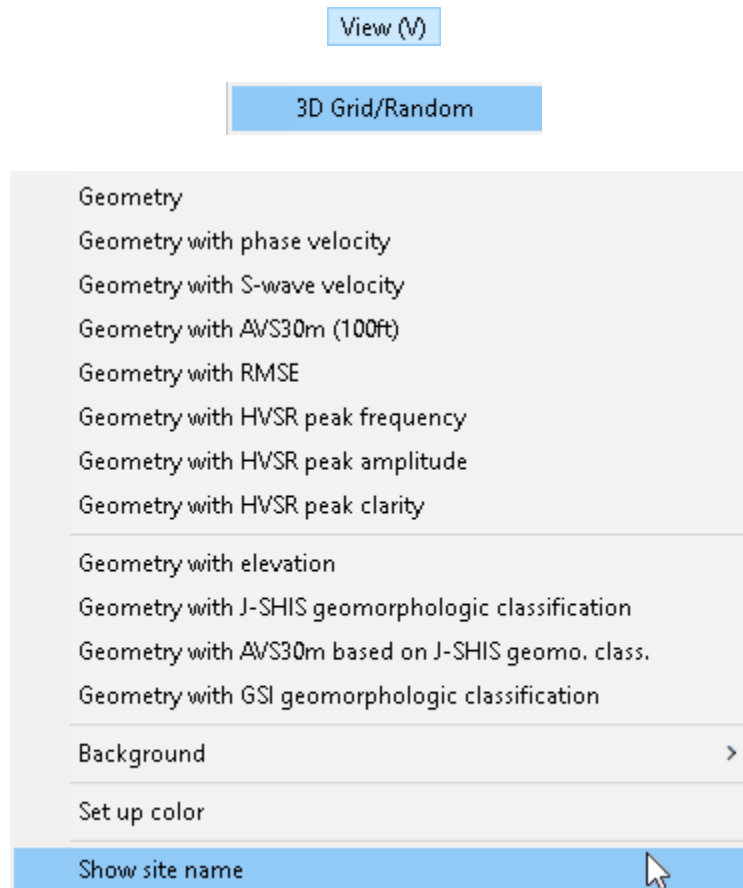 View (V)
3D Grid/Random
Geometry
Geometry with phase velocity
Geometry with S-wave velocity
Geometry with AVS30m (100ft)
Geometry with RMSE
Geometry with HVSR peak frequency
Geometry with HVSR peak amplitude
Geometry with HVSR peak clarity
Geometry with elevation
Geometry with J-SHIS geomorphologic classification
Geometry with AVS30m based on J-SHIS geomo. class.
Geometry with GSI geomorphologic classification
Background
Set up color
Show site name